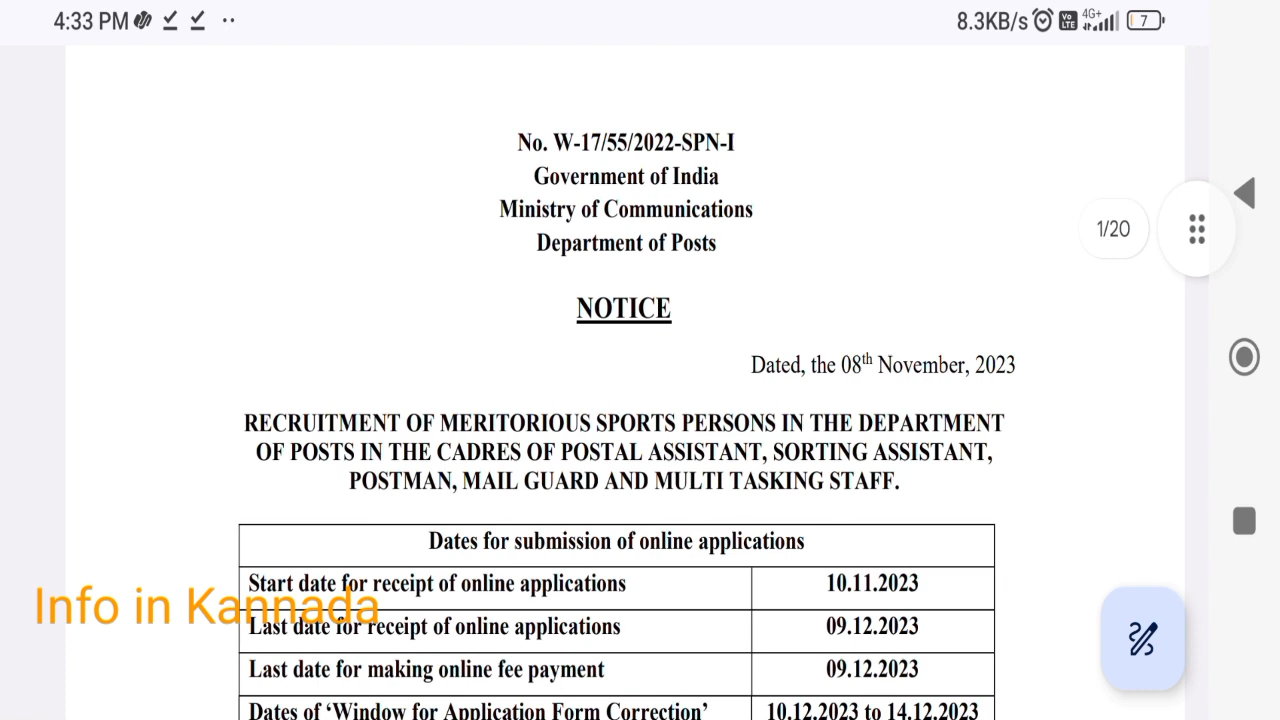 4:33 PM
8.3KB/s Vo LTE 4G+ 7
No. W-17/55/2022-SPN-I
Government of India
Ministry of Communications
Department of Posts
1/20
NOTICE
Dated, the 08th November, 2023
RECRUITMENT OF MERITORIOUS SPORTS PERSONS IN THE DEPARTMENT
OF POSTS IN THE CADRES OF POSTAL ASSISTANT, SORTING ASSISTANT,
POSTMAN, MAIL GUARD AND MULTI TASKING STAFF.
Dates for submission of online applications
Start date for receipt of online applications 10.11.2023
Info in Kannada
Last date for receipt of online applications 09.12.2023
Last date for making online fee payment 09.12.2023
Dates of ‘Window for Application Form Correction’ 10.12.2023 to 14.12.2023